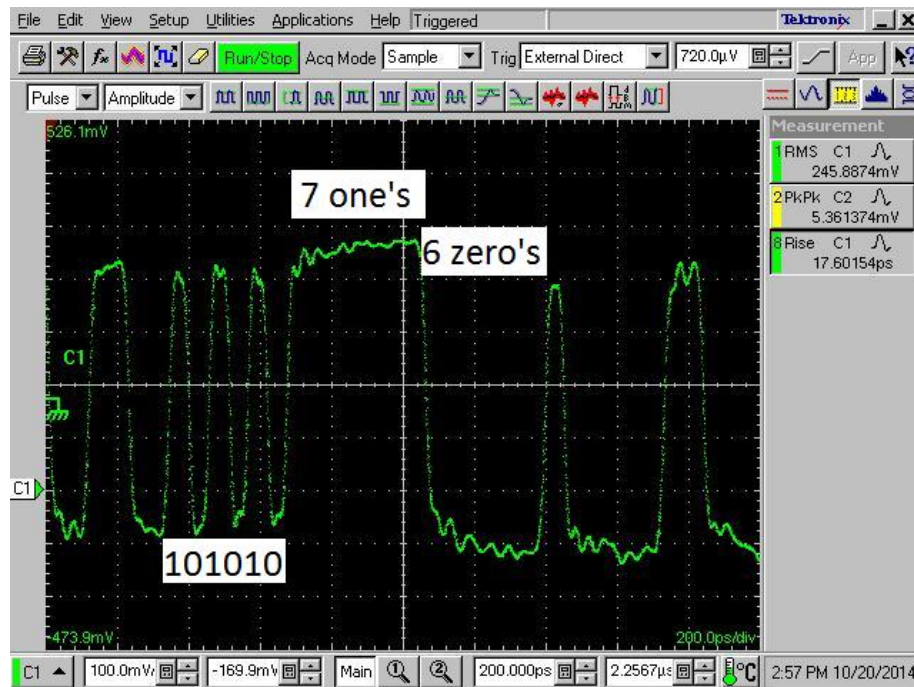 File Edit View Setup Utilities Applications Help Triggered Tektronix
Run/Stop Acq Mode Sample Trig External Direct 720.0µV App
Pulse Amplitude
526.1mV
Measurement
1 RMS C1
245.8874mV
2 PkPk C2
5.361374mV
8 Rise C1
17.60154ps
7 one's
6 zero's
C1
C1
101010
-473.9mV
200.0ps/div
C1 100.0mV/ -169.9mV Main 1 2 200.000ps 2.2567µs °C 2:57 PM 10/20/2014